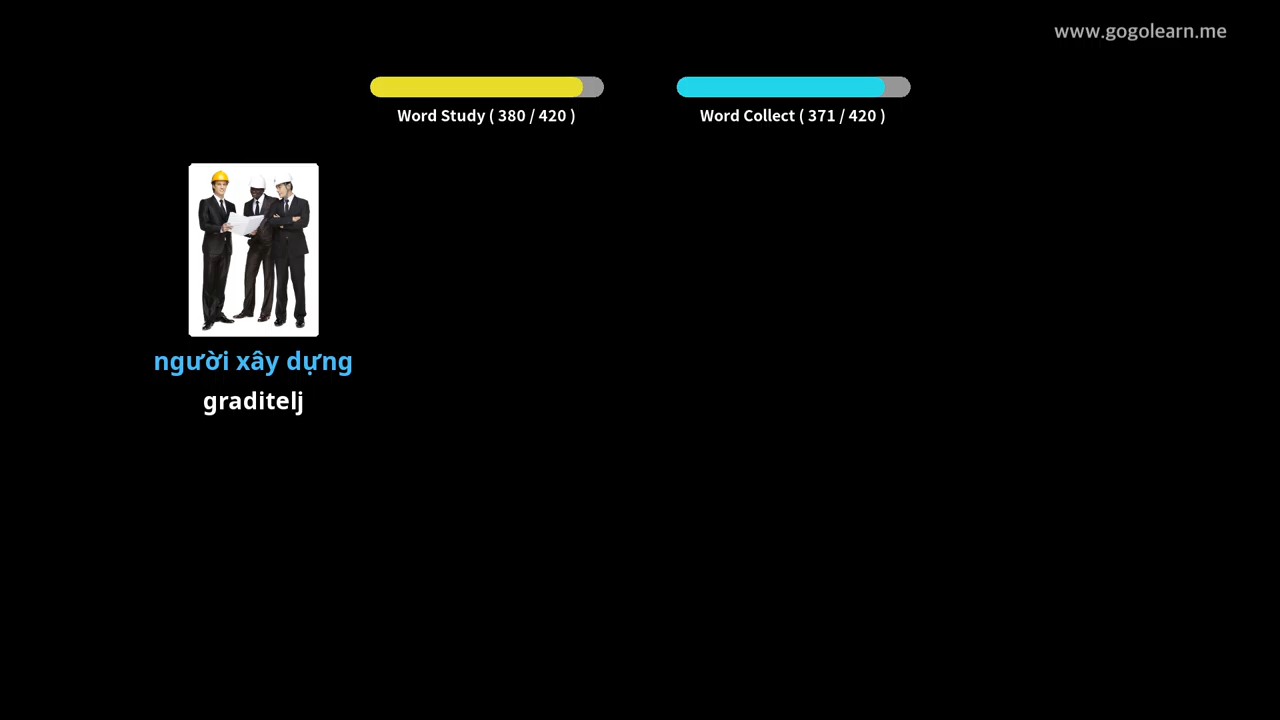 www.gogolearn.me
Word Study ( 380 / 420 )
Word Collect ( 371 / 420 )
người xây dựng
graditelj